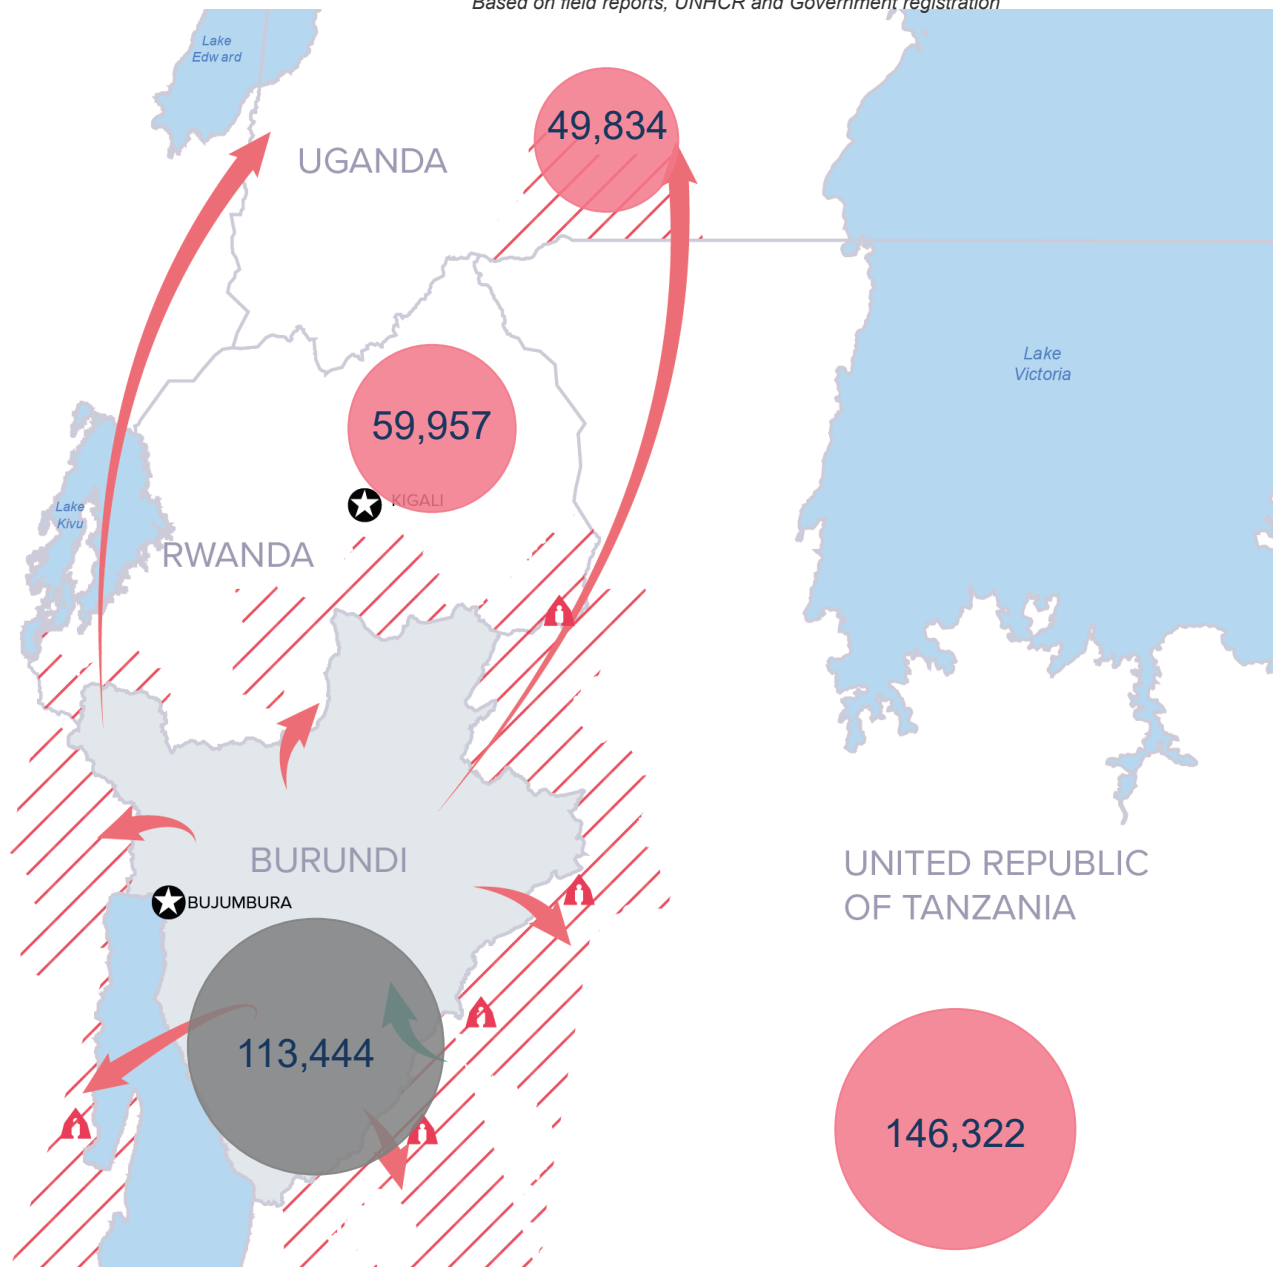 Based on field reports, UNHCR and Government registration
Lake
Edward
49,834
UGANDA
Lake
Victoria
59,957
KIGALI
Lake
Kivu
RWANDA
BURUNDI
UNITED REPUBLIC
OF TANZANIA
BUJUMBURA
113,444
146,322